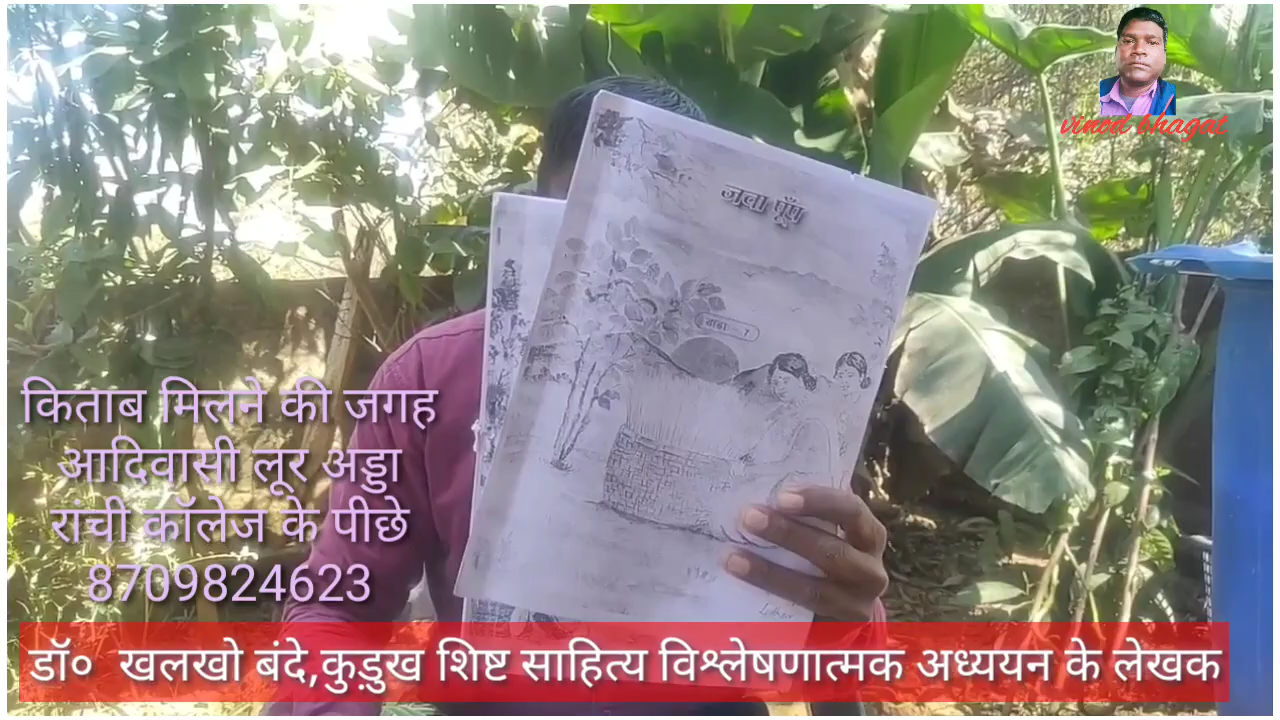 vinod bhagat
जवा पूँप
किताब मिलने की जगह
आदिवासी लूर अड्डा
रांची कॉलेज के पीछे
8709824623
डॉ० खलखो बंदे,कुड़ुख शिष्ट साहित्य विश्लेषणात्मक अध्ययन के लेखक